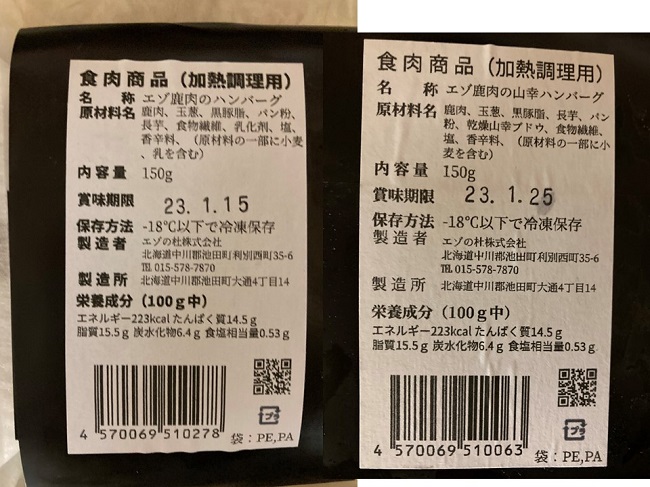 食肉商品（加熱調理用）
名称 エゾ鹿肉のハンバーグ
原材料名 鹿肉、玉葱、黒豚脂、パン粉、
長芋、食物繊維、乳化剤、塩、
香辛料、（原材料の一部に小麦
、乳を含む）
内容量 150g
賞味期限 23.1.15
保存方法 -18℃以下で冷凍保存
製造者 エゾの杜株式会社
北海道中川郡池田町利別西町35-6
℡ 015-578-7870
製造所 北海道中川郡池田町大通4丁目14
栄養成分（100g中）
エネルギー223kcal たんぱく質14.5g
脂質15.5g 炭水化物6.4g 食塩相当量0.53g
プラ
4 570069 510278
袋：PE,PA
食肉商品（加熱調理用）
名称 エゾ鹿肉の山幸ハンバーグ
原材料名 鹿肉、玉葱、黒豚脂、長芋、パン
粉、乾燥山幸ブドウ、食物繊維、
塩、香辛料、（原材料の一部に小
麦を含む）
内容量 150g
賞味期限 23.1.25
保存方法 -18℃以下で冷凍保存
製造者 エゾの杜株式会社
北海道中川郡池田町利別西町35-6
℡ 015-578-7870
製造所 北海道中川郡池田町大通4丁目14
栄養成分（100g中）
エネルギー223kcal たんぱく質14.5g
脂質15.5g 炭水化物6.4g 食塩相当量0.53g
プラ
4 570069 510063
袋：PE,PA